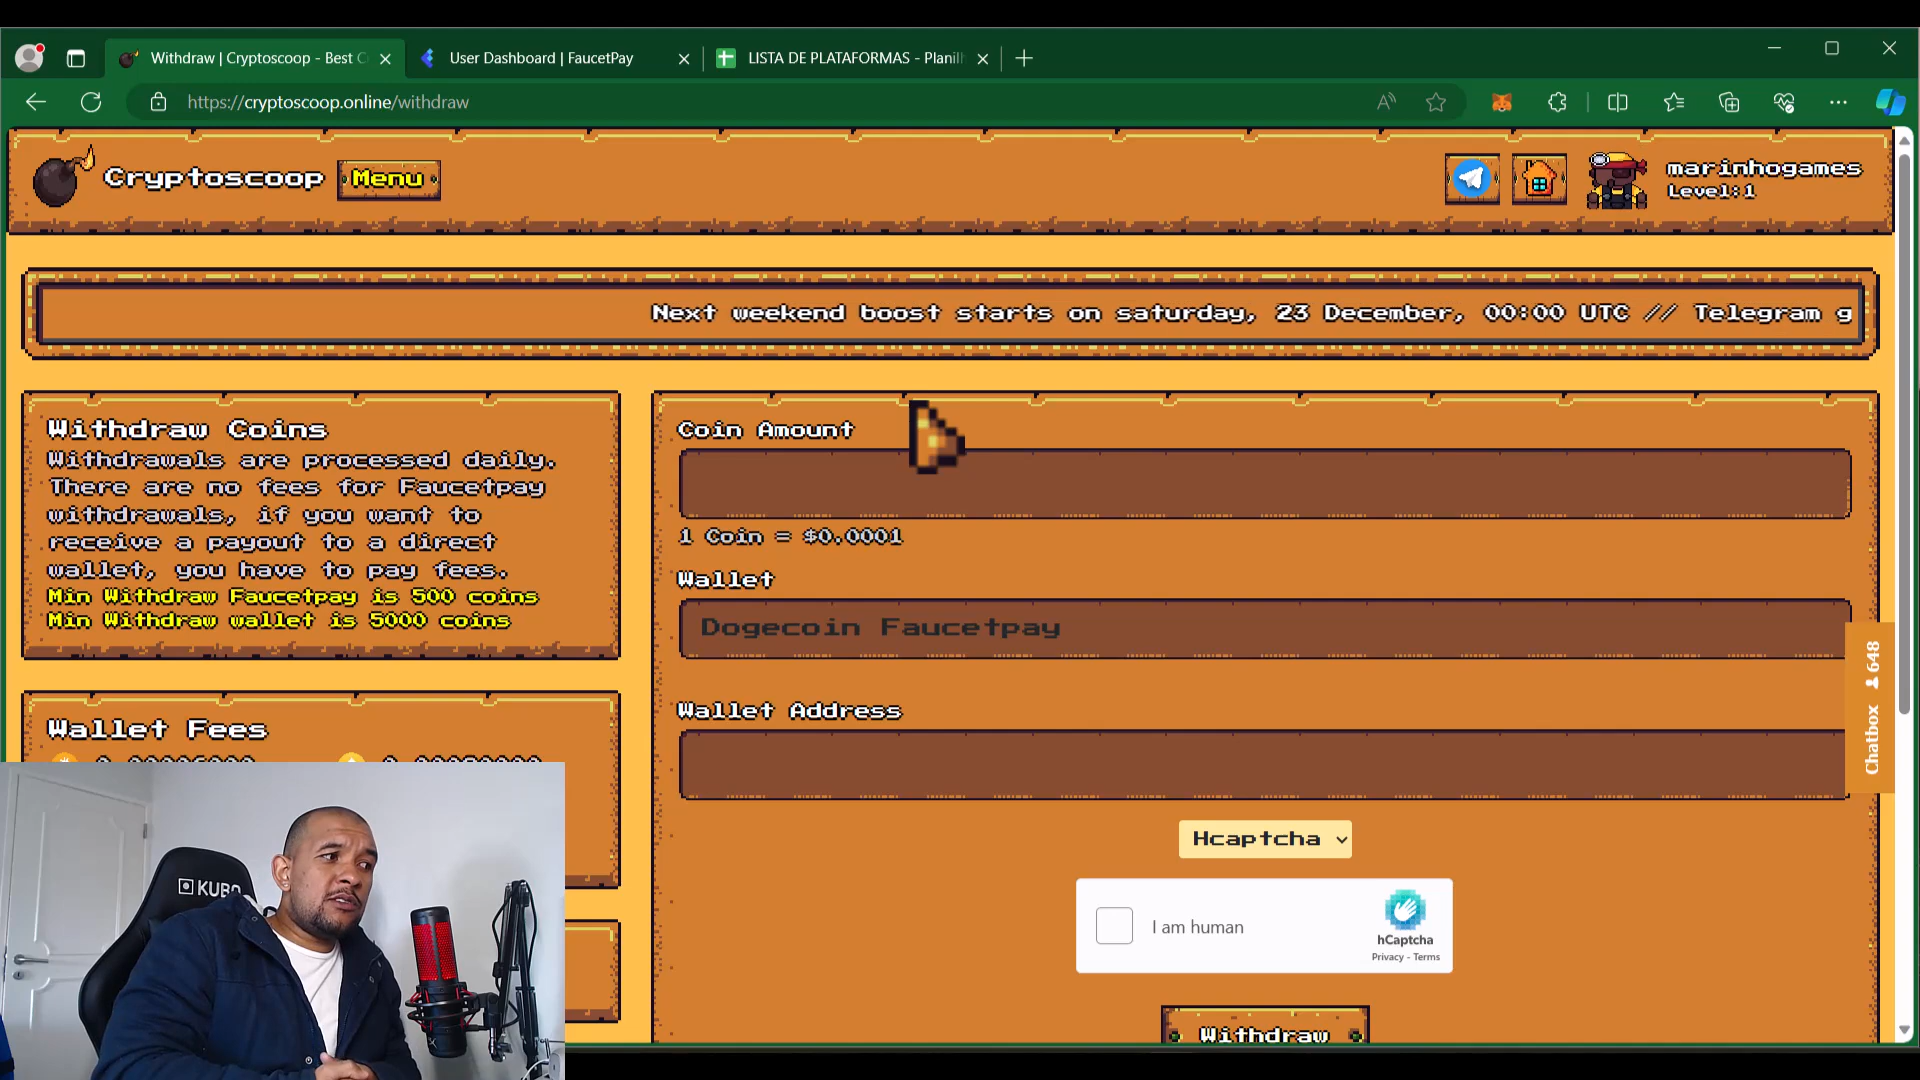 Withdraw | Cryptoscoop - Best C
User Dashboard | FaucetPay
LISTA DE PLATAFORMAS - Planil
https://cryptoscoop.online/withdraw
Cryptoscoop
Menu
marinhogames
Level:1
Next weekend boost starts on saturday, 23 December, 00:00 UTC // Telegram g
Withdraw Coins
Withdrawals are processed daily.
There are no fees for Faucetpay
withdrawals, if you want to
receive a payout to a direct
wallet, you have to pay fees.
Min Withdraw Faucetpay is 500 coins
Min Withdraw wallet is 5000 coins
Wallet Fees
Coin Amount
1 Coin = $0.0001
Wallet
Dogecoin Faucetpay
Wallet Address
Hcaptcha
I am human
hCaptcha
Privacy - Terms
Withdraw
Chatbox 648
KUBO